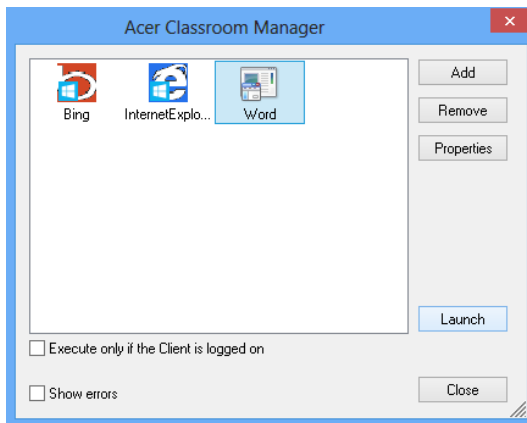 Acer Classroom Manager
Bing
InternetExplo...
Word
Add
Remove
Properties
Launch
Execute only if the Client is logged on
Show errors
Close